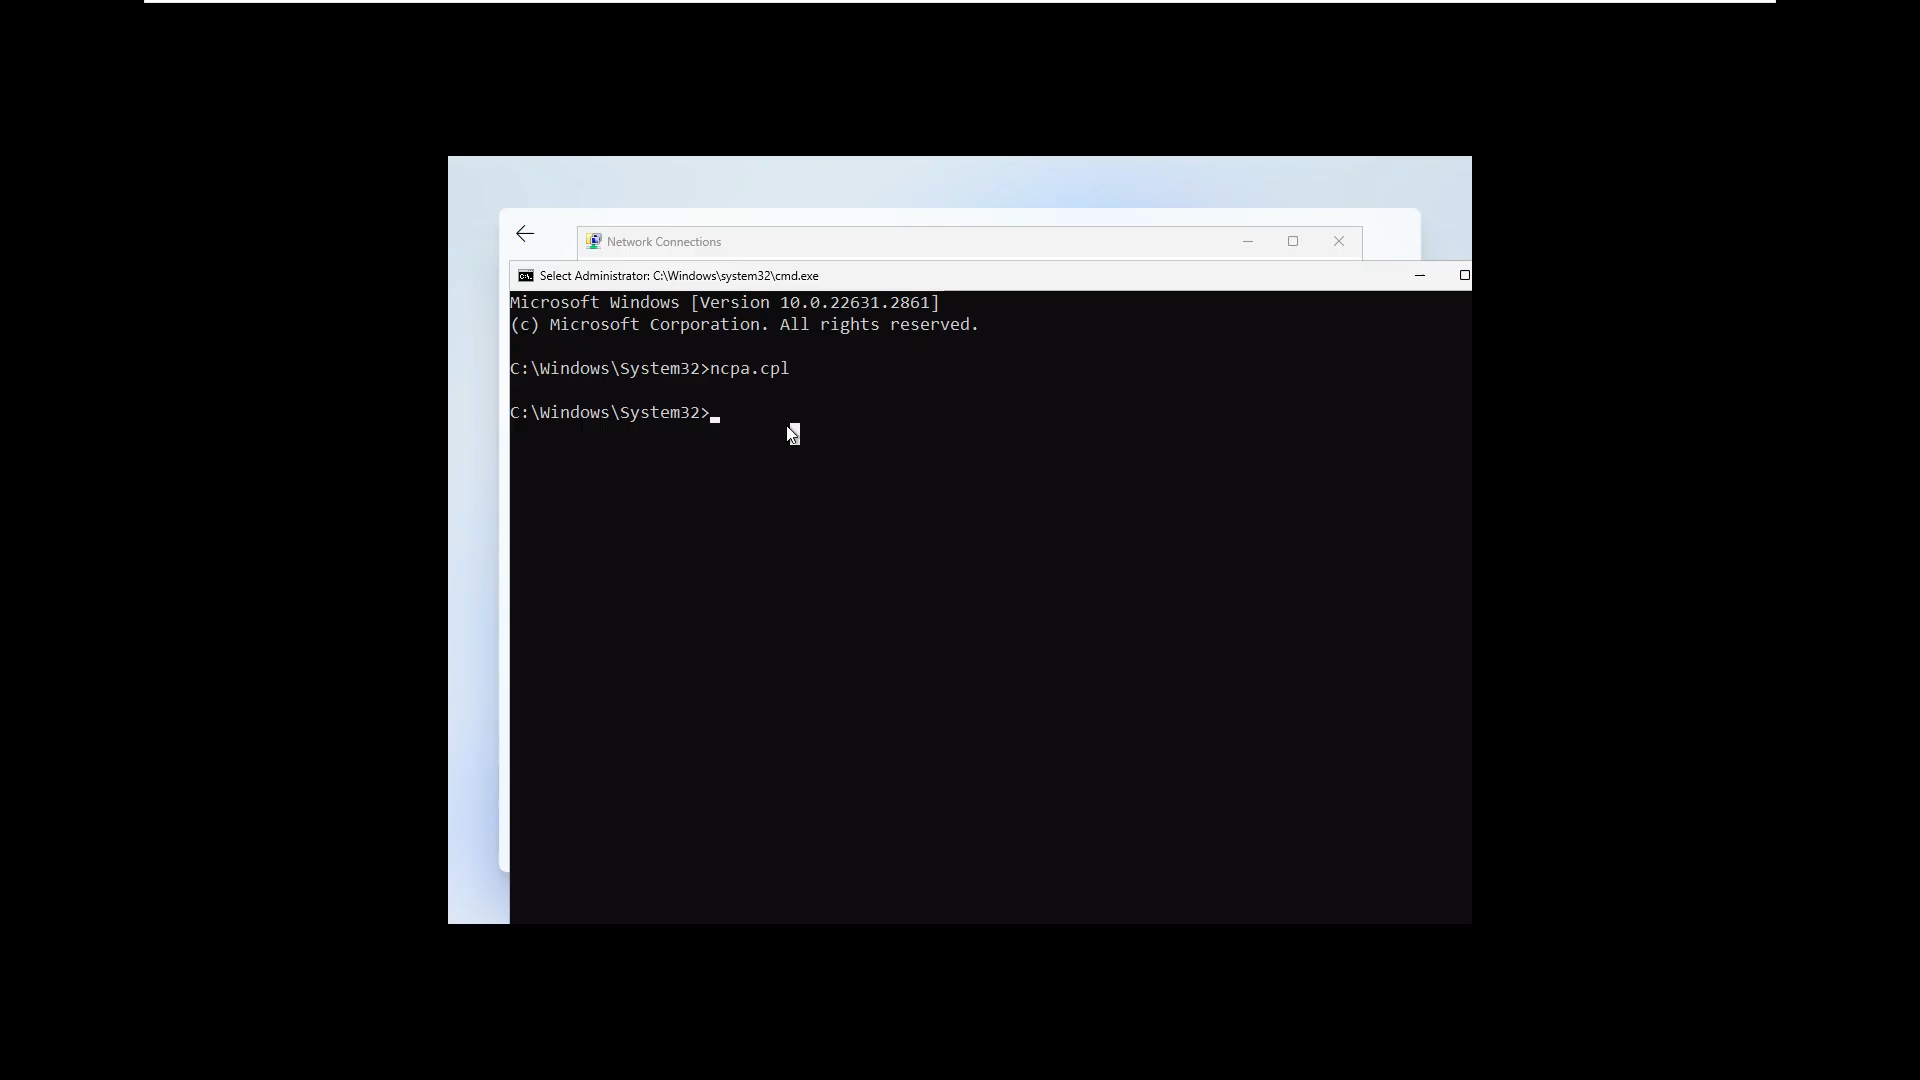 Network Connections
Select Administrator: C:\Windows\system32\cmd.exe
Microsoft Windows [Version 10.0.22631.2861]
(c) Microsoft Corporation. All rights reserved.
C:\Windows\System32>ncpa.cpl
C:\Windows\System32>